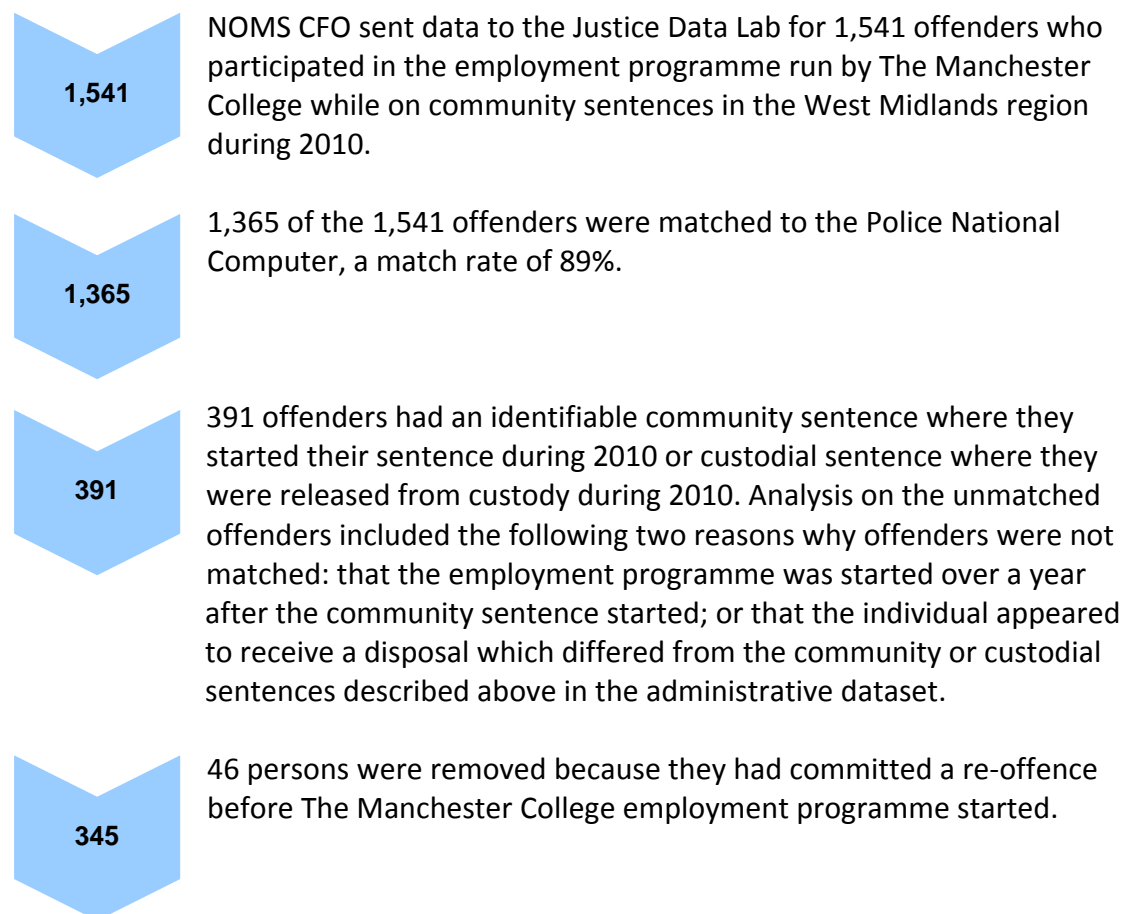 NOMS CFO sent data to the Justice Data Lab for 1,541 offenders who
participated in the employment programme run by The Manchester
1,541
College while on community sentences in the West Midlands region
during 2010.
1,365 of the 1,541 offenders were matched to the Police National
Computer, a match rate of 89%.
1,365
391 offenders had an identifiable community sentence where they
started their sentence during 2010 or custodial sentence where they
391
were released from custody during 2010. Analysis on the unmatched
offenders included the following two reasons why offenders were not
matched: that the employment programme was started over a year
after the community sentence started; or that the individual appeared
to receive a disposal which differed from the community or custodial
sentences described above in the administrative dataset.
46 persons were removed because they had committed a re-offence
before The Manchester College employment programme started.
345